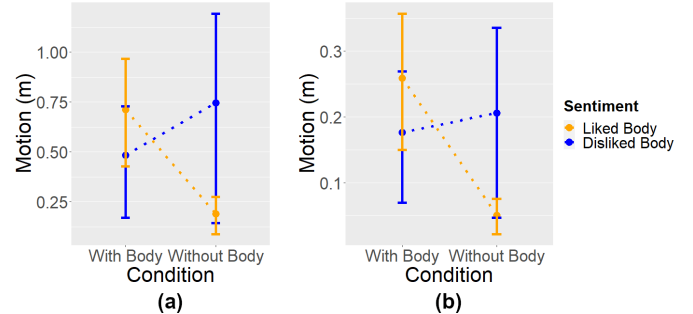 Motion (m)
1.00
0.75
0.50
0.25
With Body Without Body
Condition
(a)
Motion (m)
0.3
0.2
0.1
With Body Without Body
Condition
(b)
Sentiment
Liked Body
Disliked Body